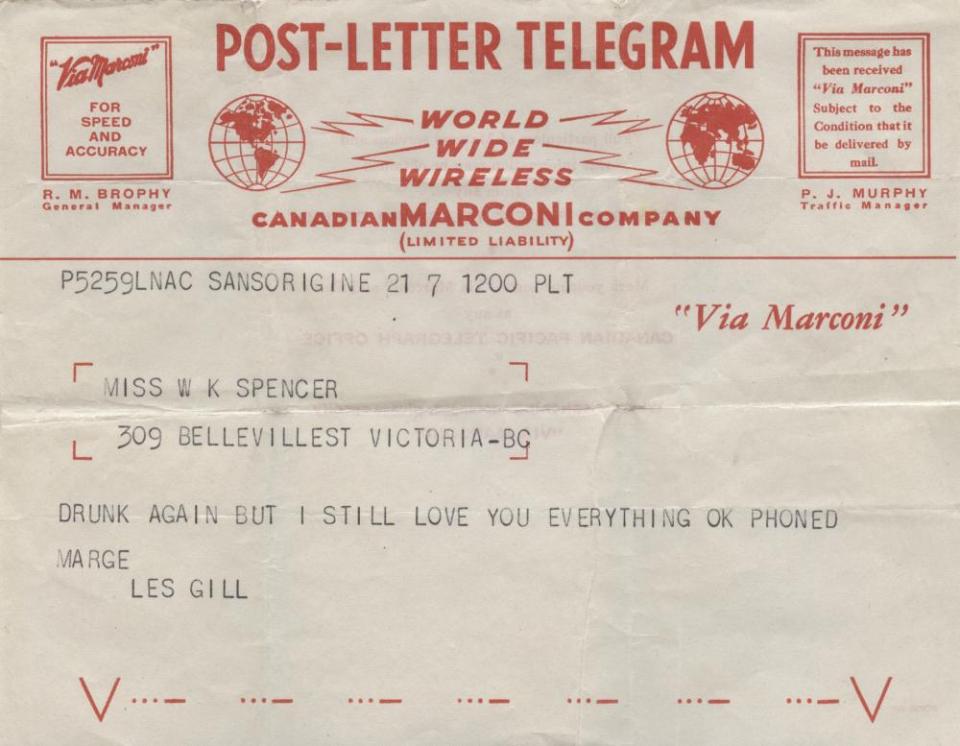 POST-LETTER TELEGRAM
"Via Marconi"
FOR
SPEED
AND
ACCURACY
R. M. BROPHY
General Manager
WORLD
WIDE
WIRELESS
CANADIAN MARCONI COMPANY
(LIMITED LIABILITY)
This message has
been received
"Via Marconi"
Subject to the
Condition that it
be delivered by
mail.
P. J. MURPHY
Traffic Manager
P5259LNAC SANSORIGINE 21 7 1200 PLT
"Via Marconi"
MISS W K SPENCER
309 BELLEVILLEST VICTORIA-BC
DRUNK AGAIN BUT I STILL LOVE YOU EVERYTHING OK PHONED
MARGE
LES GILL
V ...— ...— ...— ...— ...— ...— ...— V